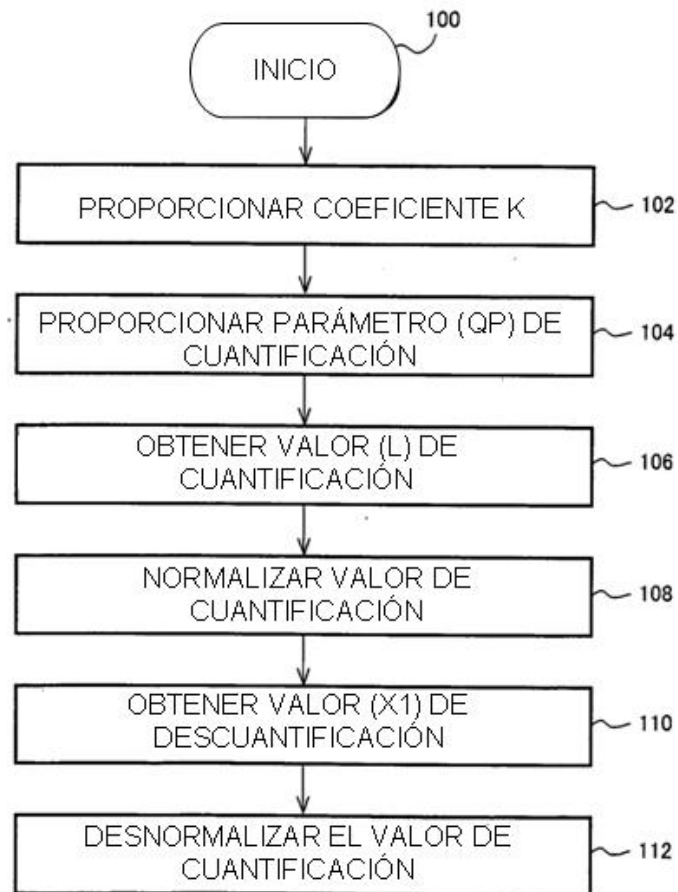 100
INICIO
PROPORCIONAR COEFICIENTE K
102
PROPORCIONAR PARÁMETRO (QP) DE
CUANTIFICACIÓN
104
OBTENER VALOR (L) DE
CUANTIFICACIÓN
106
NORMALIZAR VALOR DE
CUANTIFICACIÓN
108
OBTENER VALOR (X1) DE
DESCUANTIFICACIÓN
110
DESNORMALIZAR EL VALOR DE
CUANTIFICACIÓN
112